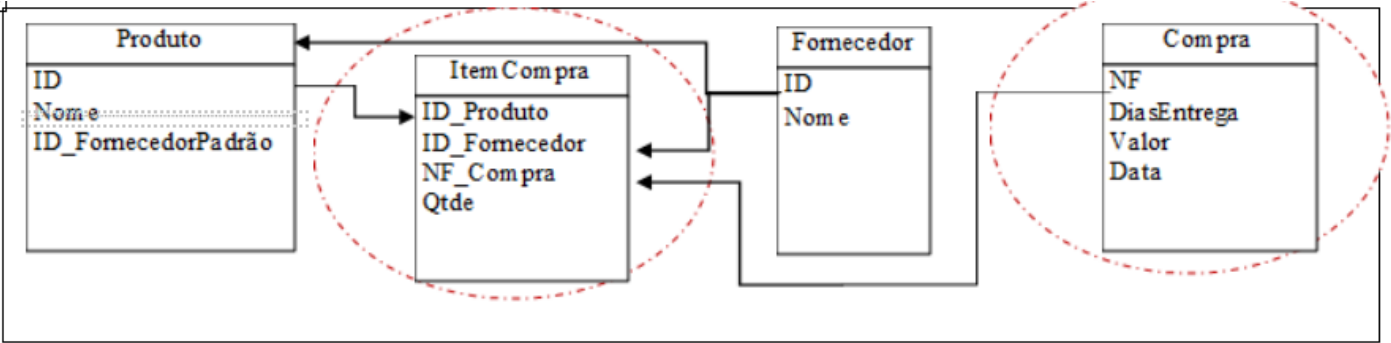 Produto
ID
Nome
ID_FornecedorPadrão
ItemCompra
ID_Produto
ID_Fornecedor
NF_Compra
Qtde
Fornecedor
ID
Nome
Compra
NF
DiasEntrega
Valor
Data